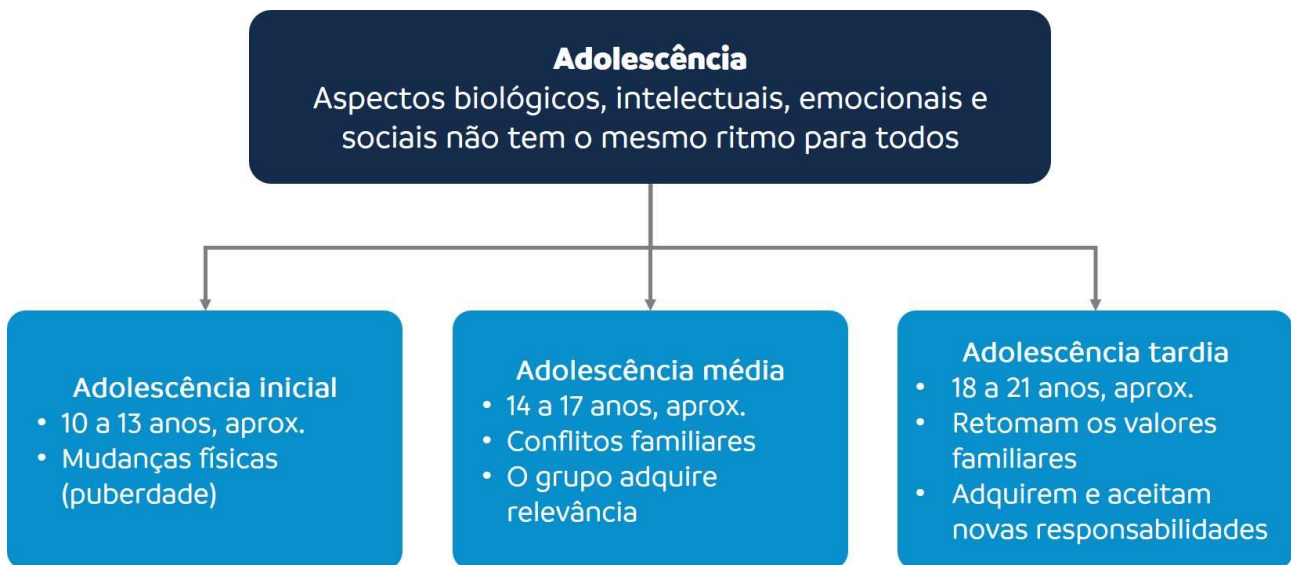 Adolescência
Aspectos biológicos, intelectuais, emocionais e
sociais não tem o mesmo ritmo para todos
Adolescência inicial
• 10 a 13 anos, aprox.
• Mudanças físicas
(puberdade)
Adolescência média
• 14 a 17 anos, aprox.
• Conflitos familiares
• O grupo adquire
relevância
Adolescência tardia
• 18 a 21 anos, aprox.
• Retomam os valores
familiares
• Adquirem e aceitam
novas responsabilidades